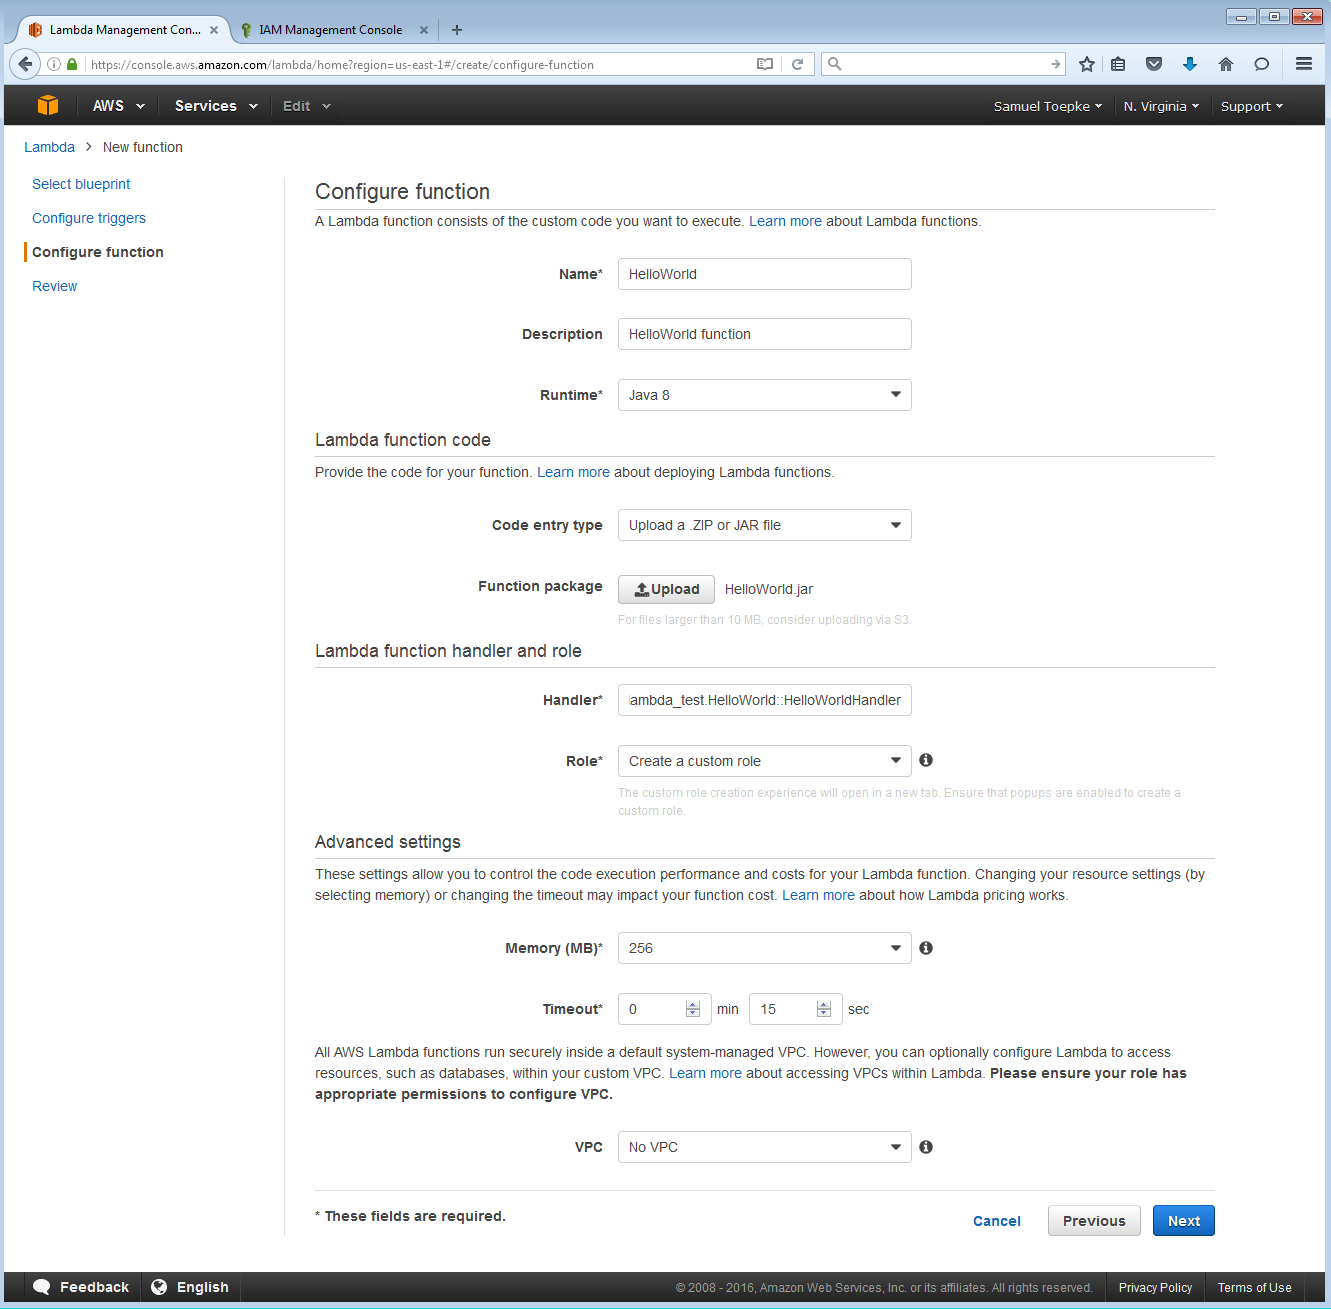 Lambda Management Con...
IAM Management Console
https://console.aws.amazon.com/lambda/home?region=us-east-1#/create/configure-function
AWS Services Edit Samuel Toepke N. Virginia Support
Lambda > New function
Select blueprint
Configure triggers
Configure function
Review
Configure function
A Lambda function consists of the custom code you want to execute. Learn more about Lambda functions.
Name* HelloWorld
Description HelloWorld function
Runtime* Java 8
Lambda function code
Provide the code for your function. Learn more about deploying Lambda functions.
Code entry type Upload a .ZIP or JAR file
Function package Upload HelloWorld.jar
For files larger than 10 MB, consider uploading via S3.
Lambda function handler and role
Handler* lambda_test.HelloWorld::HelloWorldHandler
Role* Create a custom role
The custom role creation experience will open in a new tab. Ensure that popups are enabled to create a
custom role.
Advanced settings
These settings allow you to control the code execution performance and costs for your Lambda function. Changing your resource settings (by
selecting memory) or changing the timeout may impact your function cost. Learn more about how Lambda pricing works.
Memory (MB)* 256
Timeout* 0 min 15 sec
All AWS Lambda functions run securely inside a default system-managed VPC. However, you can optionally configure Lambda to access
resources, such as databases, within your custom VPC. Learn more about accessing VPCs within Lambda. Please ensure your role has
appropriate permissions to configure VPC.
VPC No VPC
* These fields are required.
Cancel Previous Next
Feedback English © 2008 - 2016, Amazon Web Services, Inc. or its affiliates. All rights reserved. Privacy Policy Terms of Use